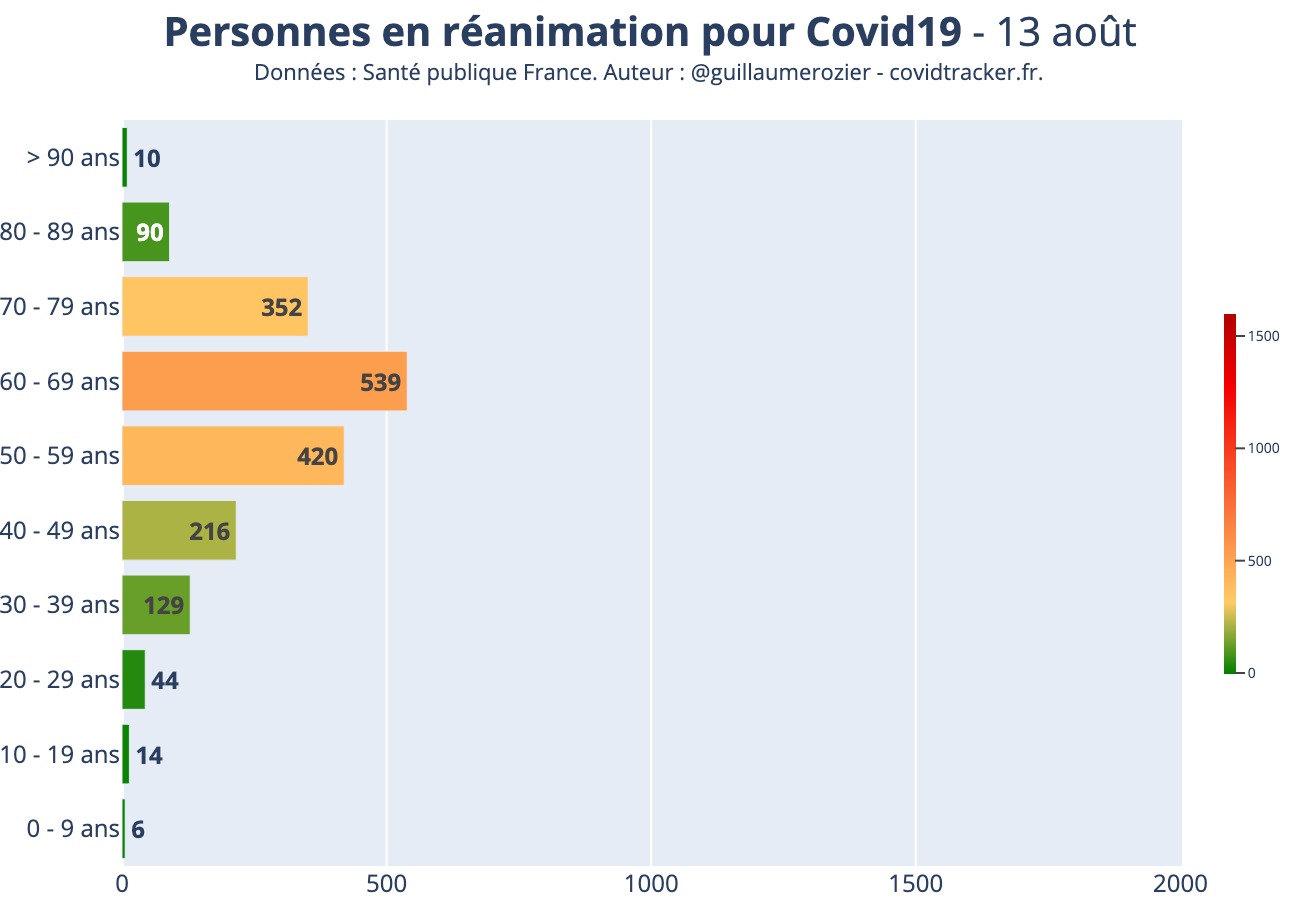 Personnes en réanimation pour Covid19 - 13 août
Données : Santé publique France. Auteur : @guillaumerozier - covidtracker.fr.
> 90 ans 10
80 - 89 ans 90
70 - 79 ans 352
60 - 69 ans 539
50 - 59 ans 420
40 - 49 ans 216
30 - 39 ans 129
20 - 29 ans 44
10 - 19 ans 14
0 - 9 ans 6
0 500 1000 1500 2000
1500
1000
500
0